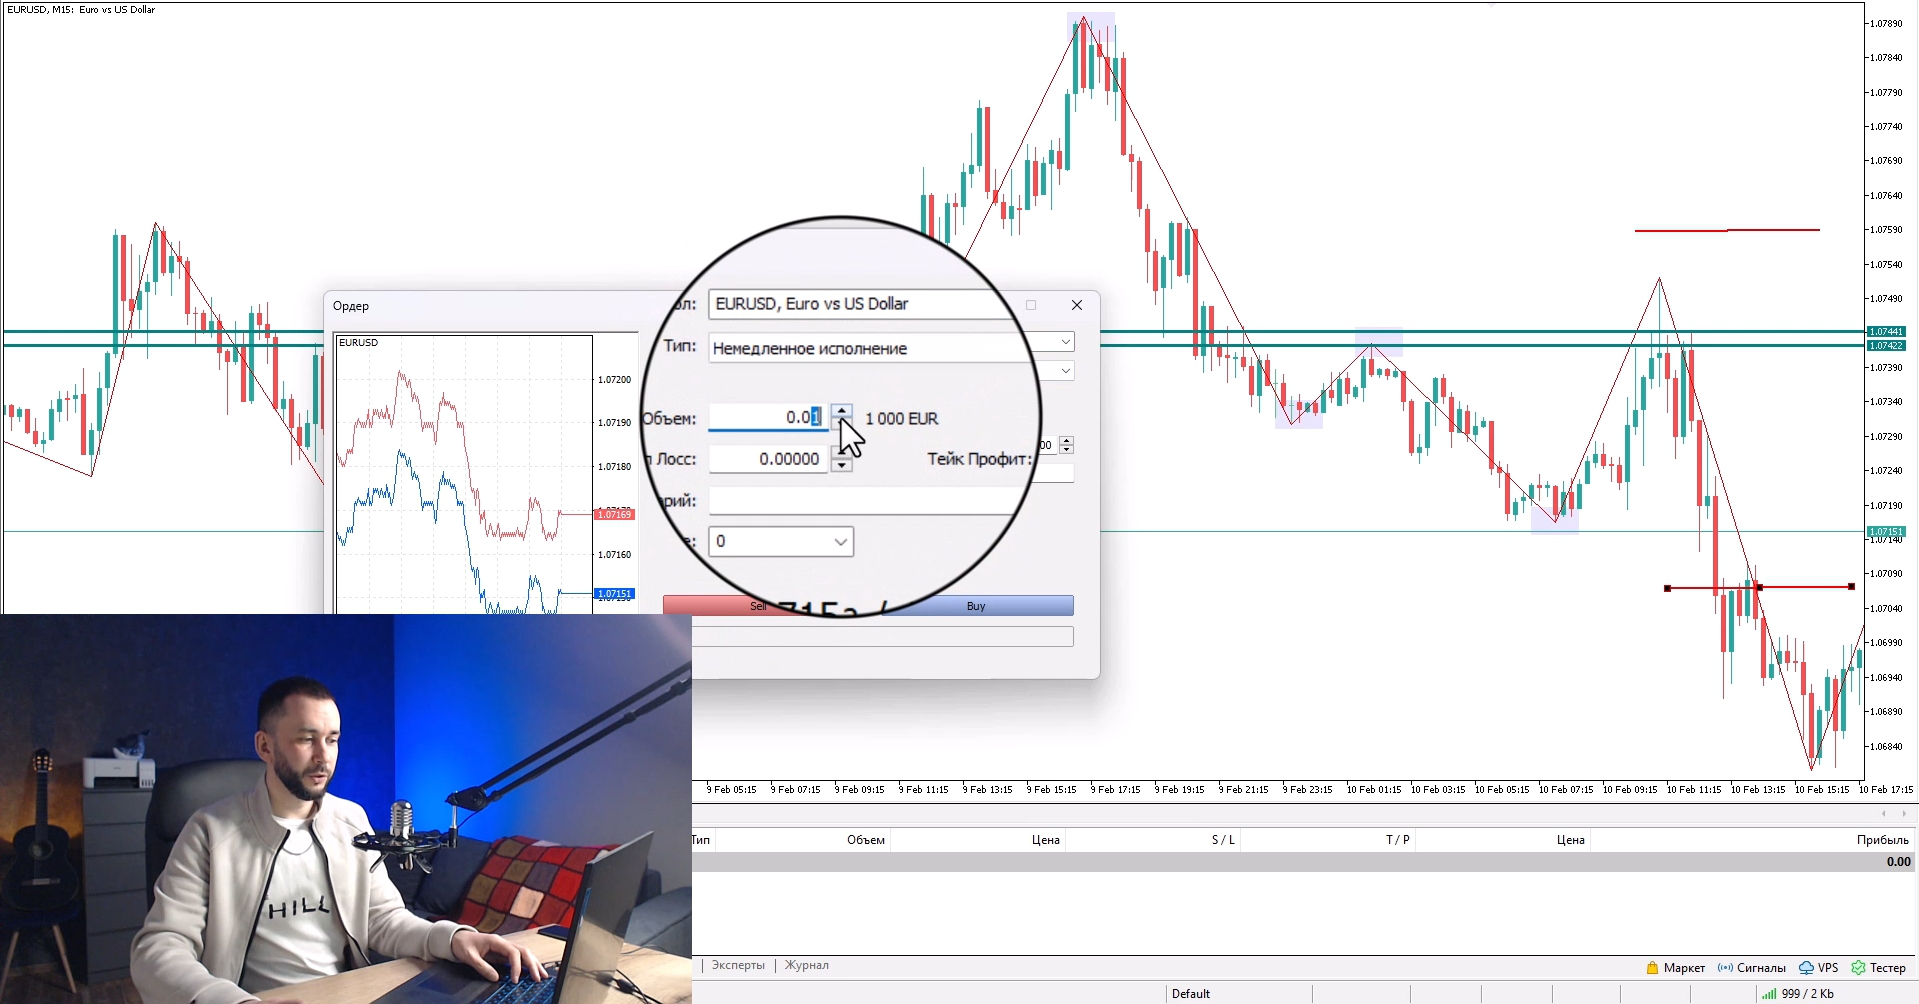 EURUSD, M15: Euro vs US Dollar
1.07890
1.07840
1.07790
1.07740
1.07690
1.07640
1.07590
1.07540
1.07490
1.07441
1.07422
1.07390
1.07340
1.07290
1.07240
1.07190
1.07151
1.07140
1.07090
1.07040
1.06990
1.06940
1.06890
1.06840
Ордер
EURUSD
1.07200
1.07190
1.07180
1.07169
1.07160
1.07151
EURUSD, Euro vs US Dollar
Тип: Немедленное исполнение
Объем: 0.01 1 000 EUR
Лосс: 0.00000 Тейк Профит: 00
рий:
0
Sell Buy
HILL
9 Feb 05:15 9 Feb 07:15 9 Feb 09:15 9 Feb 11:15 9 Feb 13:15 9 Feb 15:15 9 Feb 17:15 9 Feb 19:15 9 Feb 21:15 9 Feb 23:15 10 Feb 01:15 10 Feb 03:15 10 Feb 05:15 10 Feb 07:15 10 Feb 09:15 10 Feb 11:15 10 Feb 13:15 10 Feb 15:15 10 Feb 17:15
Тип Объем Цена S / L T / P Цена Прибыль
0.00
Эксперты Журнал
Маркет Сигналы VPS Тестер
Default 999 / 2 Kb